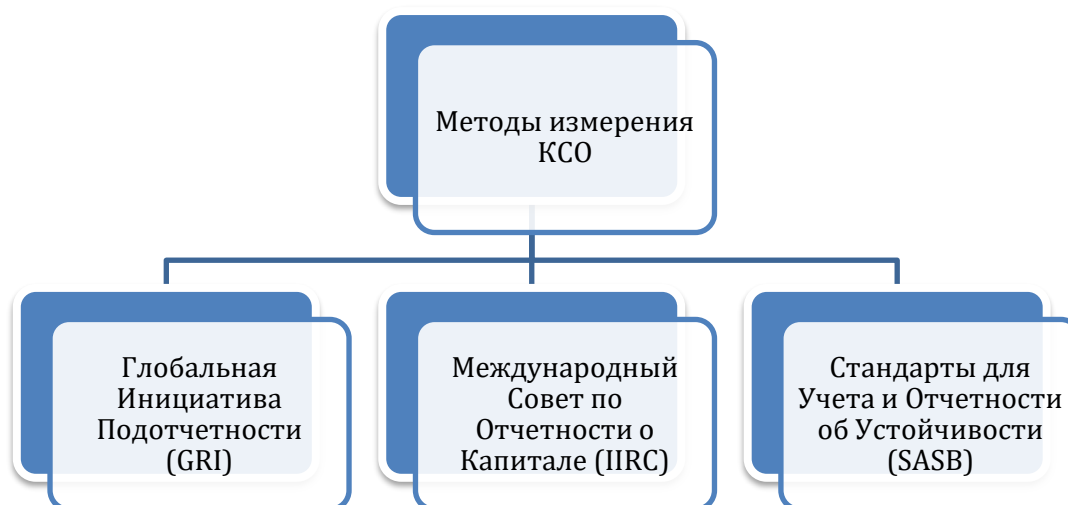 Методы измерения
КСО
Глобальная
Инициатива
Подотчетности
(GRI)
Международный
Совет по
Отчетности о
Капитале (IIRC)
Стандарты для
Учета и Отчетности
об Устойчивости
(SASB)